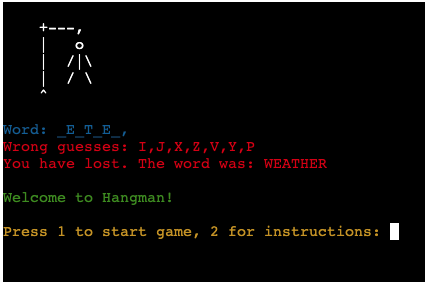 Word: _E_T_E_,
Wrong guesses: I,J,X,Z,V,Y,P
You have lost. The word was: WEATHER
Welcome to Hangman!
Press 1 to start game, 2 for instructions: